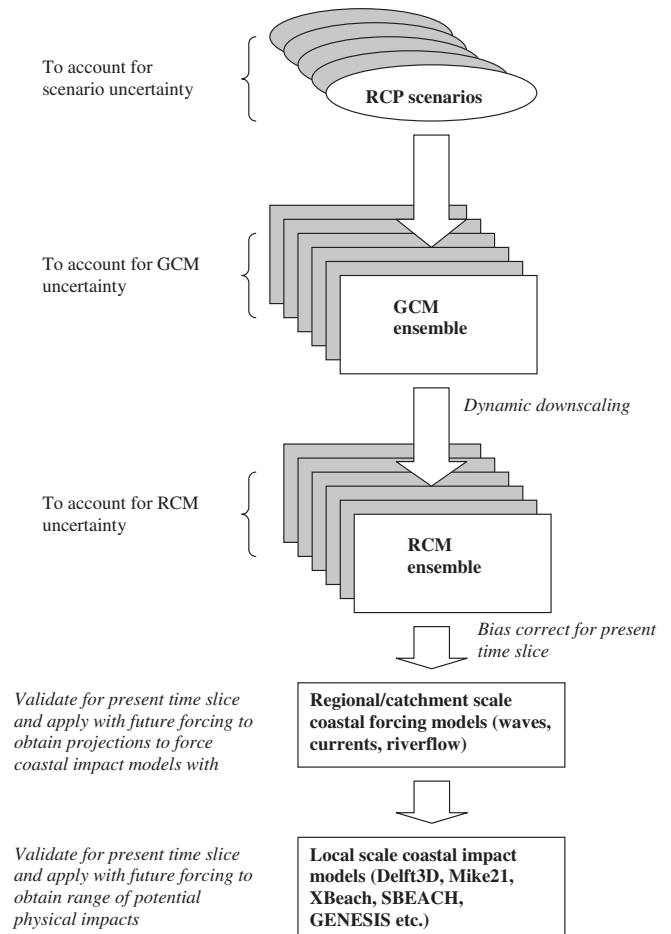 To account for
scenario uncertainty
RCP scenarios
To account for GCM
uncertainty
GCM
ensemble
Dynamic downscaling
To account for RCM
uncertainty
RCM
ensemble
Bias correct for present
time slice
Validate for present time slice
and apply with future forcing to
obtain projections to force
coastal impact models with
Regional/catchment scale
coastal forcing models (waves,
currents, riverflow)
Validate for present time slice
and apply with future forcing to
obtain range of potential
physical impacts
Local scale coastal impact
models (Delft3D, Mike21,
XBeach, SBEACH,
GENESIS etc.)